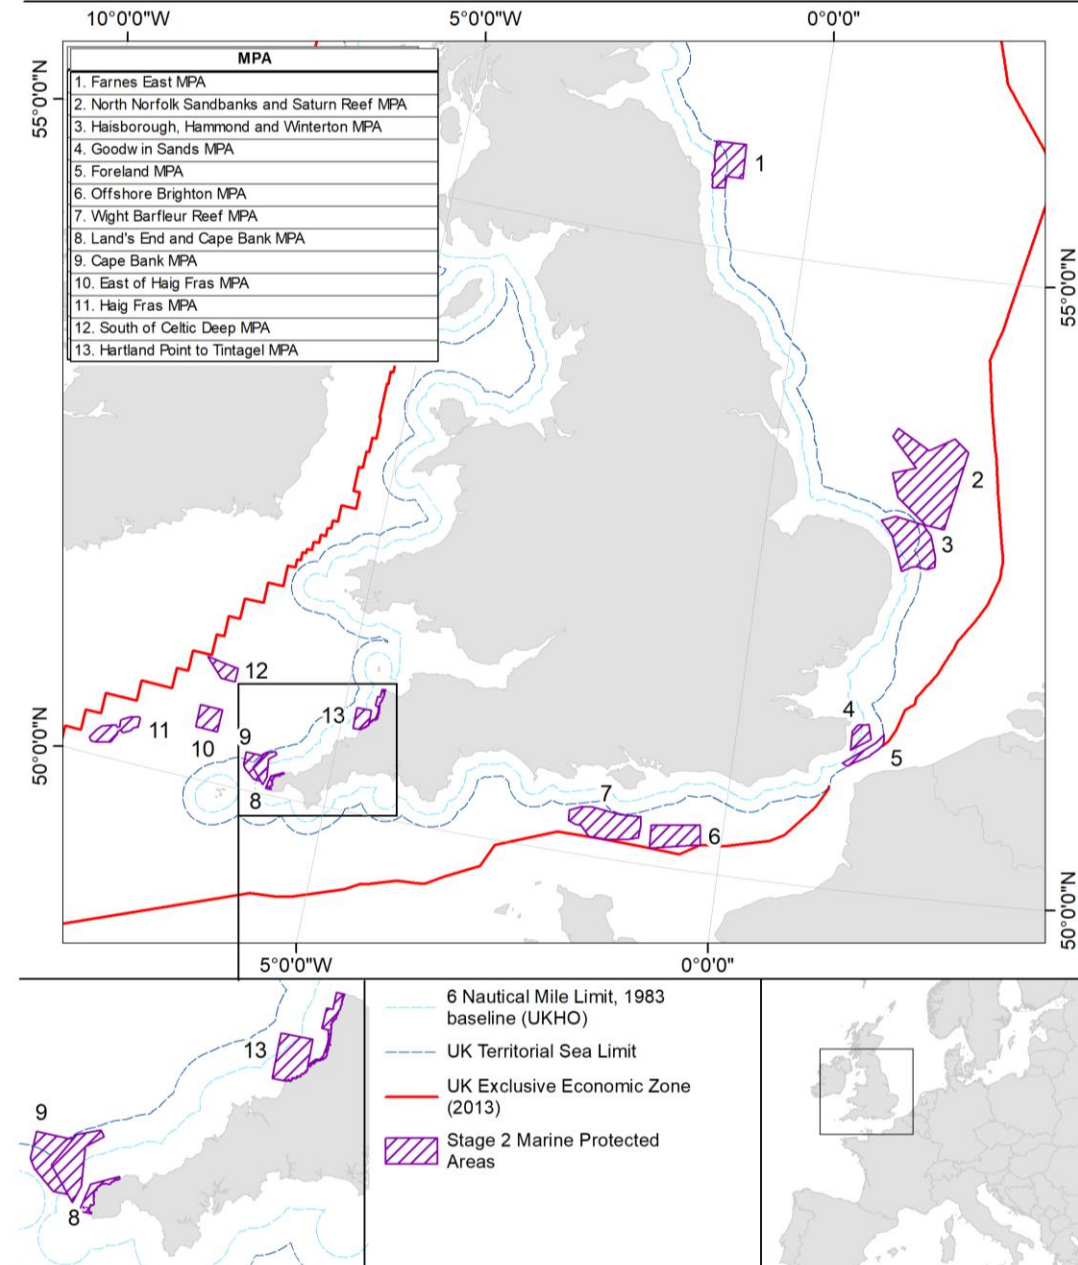 10°0'0"W
5°0'0"W
0°0'0"
55°0'0"N
MPA
1. Farnes East MPA
2. North Norfolk Sandbanks and Saturn Reef MPA
3. Haisborough, Hammond and Winterton MPA
4. Goodwin Sands MPA
5. Foreland MPA
6. Offshore Brighton MPA
7. Wight Barfleur Reef MPA
8. Land's End and Cape Bank MPA
9. Cape Bank MPA
10. East of Haig Fras MPA
11. Haig Fras MPA
12. South of Celtic Deep MPA
13. Hartland Point to Tintagel MPA
1
55°0'0"N
2
3
12
13
4
11
10
9
5
50°0'0"N
8
7
6
50°0'0"N
5°0'0"W
0°0'0"
13
9
8
6 Nautical Mile Limit, 1983
baseline (UKHO)
UK Territorial Sea Limit
UK Exclusive Economic Zone
(2013)
Stage 2 Marine Protected
Areas